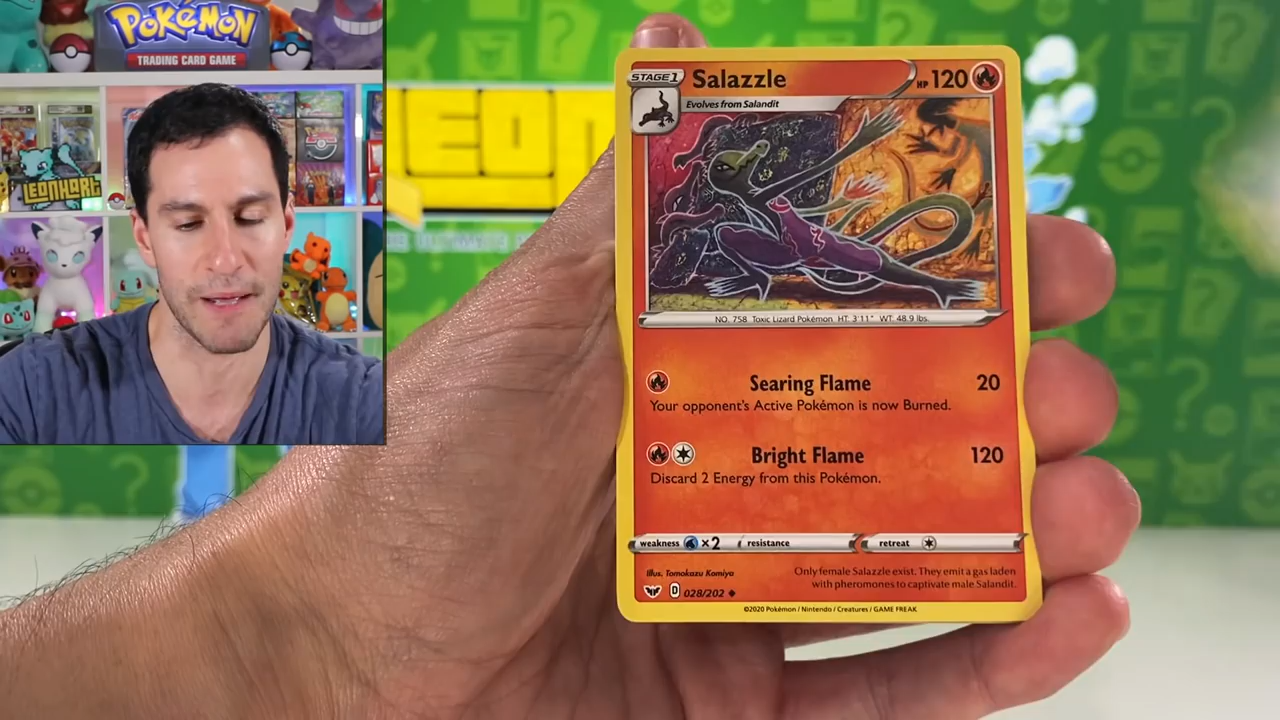 Pokémon
TRADING CARD GAME
LEONHART
LEON
STAGE 1
Salazzle
HP 120
Evolves from Salandit
NO. 758 Toxic Lizard Pokémon HT: 3'11" WT: 48.9 lbs.
Searing Flame 20
Your opponent's Active Pokémon is now Burned.
Bright Flame 120
Discard 2 Energy from this Pokémon.
weakness ×2 resistance retreat
Illus. Tomokazu Komiya
Only female Salazzle exist. They emit a gas laden
with pheromones to captivate male Salandit.
D 028/202
©2020 Pokémon / Nintendo / Creatures / GAME FREAK